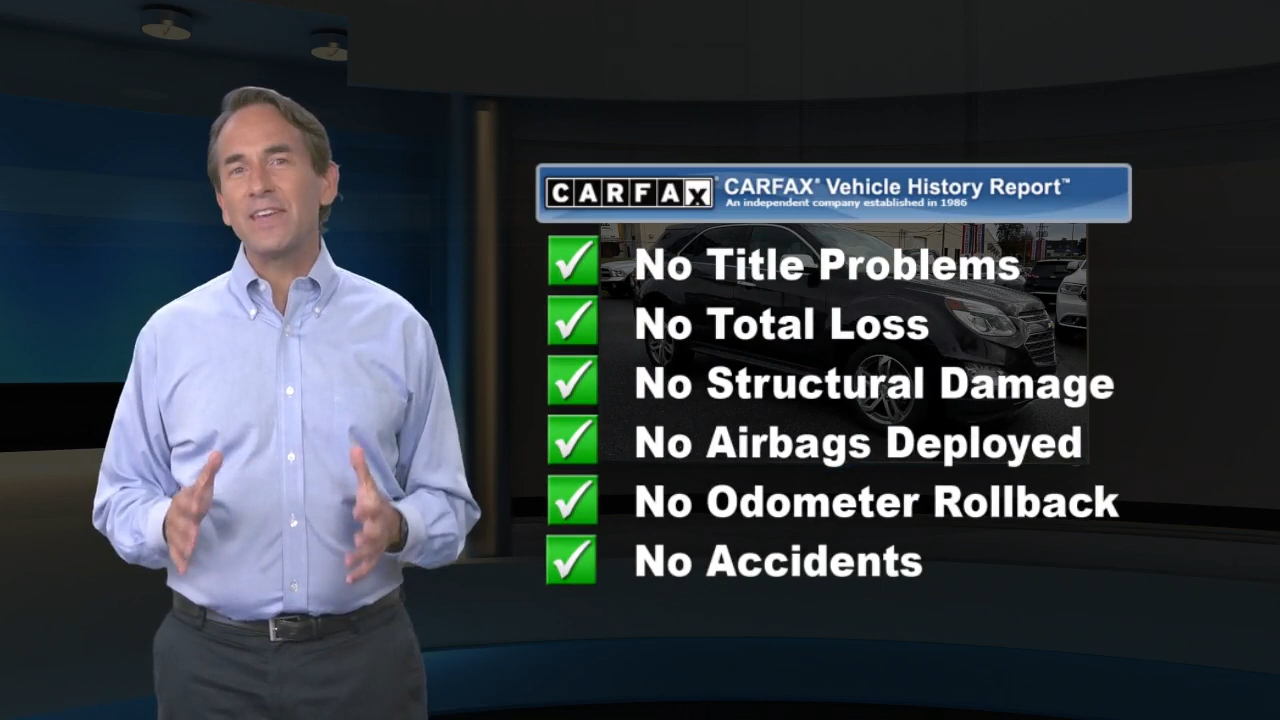 CARFAX® CARFAX® Vehicle History Report™
An independent company established in 1986
No Title Problems
No Total Loss
No Structural Damage
No Airbags Deployed
No Odometer Rollback
No Accidents